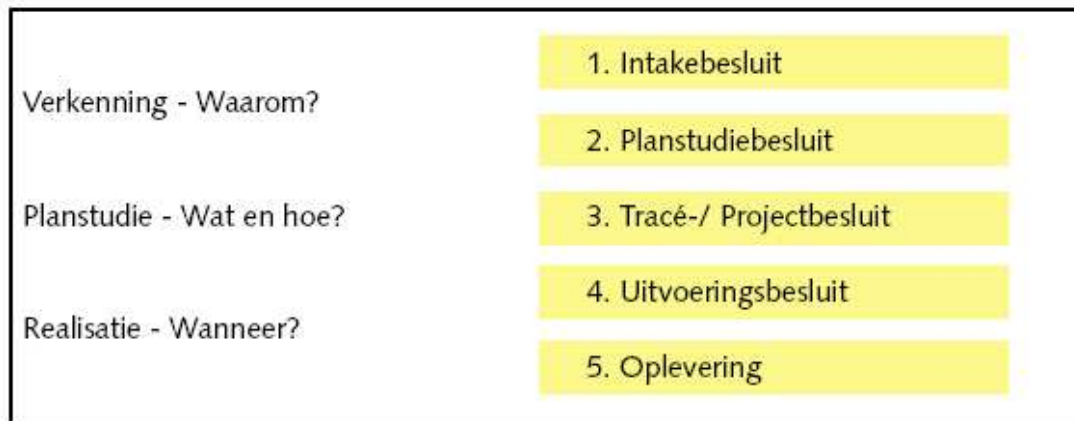 1. Intakebesluit
Verkenning - Waarom?
2. Planstudiebesluit
Planstudie - Wat en hoe?
3. Tracé-/ Projectbesluit
4. Uitvoeringsbesluit
Realisatie - Wanneer?
5. Oplevering